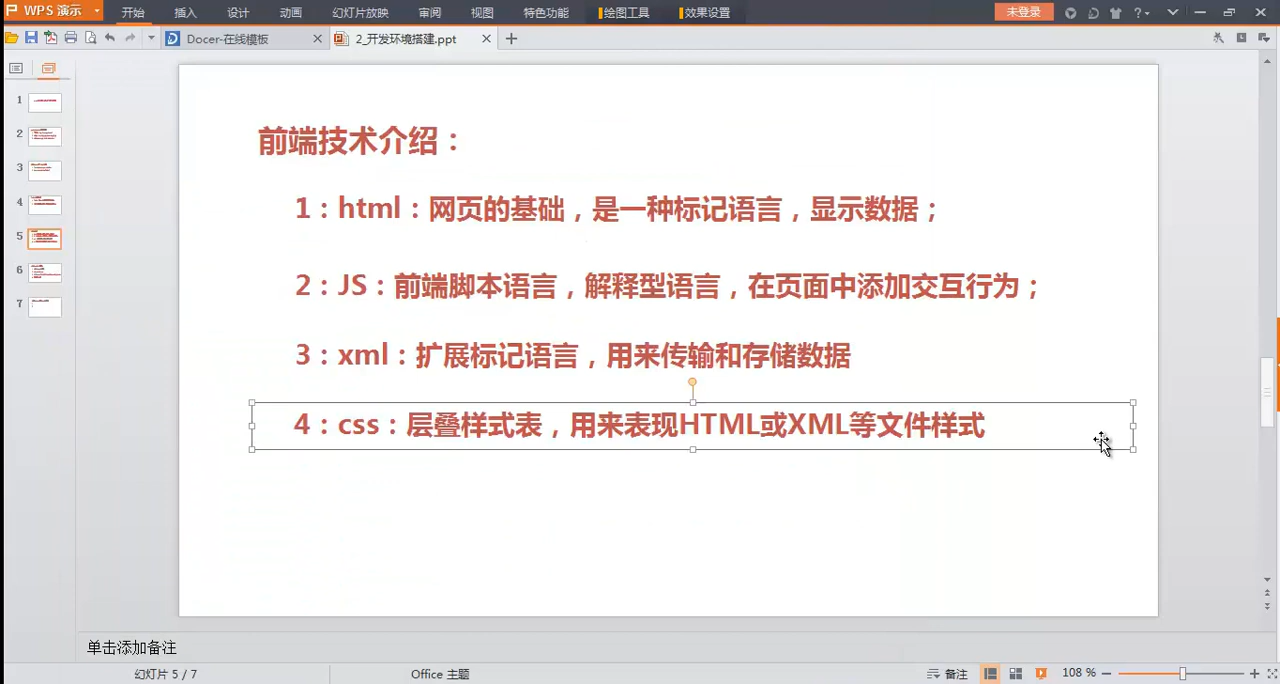 WPS 演示
开始 插入 设计 动画 幻灯片放映 审阅 视图 特色功能 绘图工具 效果设置
未登录
Docer-在线模板
2_开发环境搭建.ppt
1
2
3
4
5
6
7
前端技术介绍：
1：html：网页的基础，是一种标记语言，显示数据；
2：JS：前端脚本语言，解释型语言，在页面中添加交互行为；
3：xml：扩展标记语言，用来传输和存储数据
4：css：层叠样式表，用来表现HTML或XML等文件样式
单击添加备注
幻灯片 5 / 7
Office 主题
备注
108 %